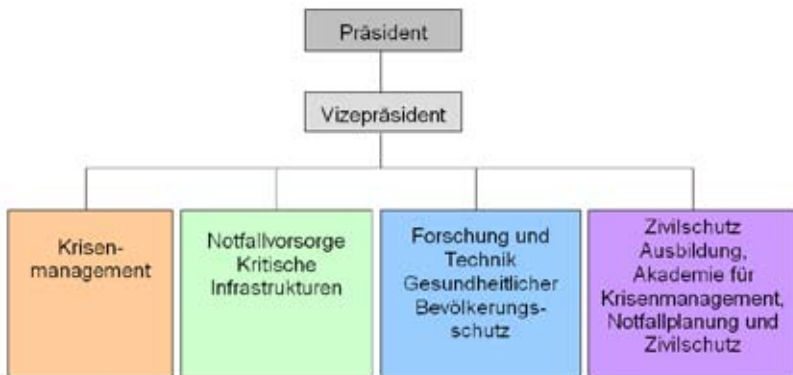 Präsident
Vizepräsident
Krisen-
management
Notfallvorsorge
Kritische
Infrastrukturen
Forschung und
Technik
Gesundheitlicher
Bevölkerungs-
schutz
Zivilschutz
Ausbildung,
Akademie für
Krisenmanagement,
Notfallplanung und
Zivilschutz